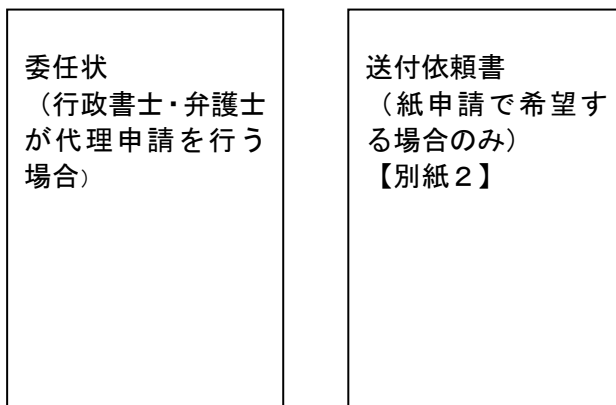 委任状
（行政書士・弁護士
が代理申請を行う
場合）
送付依頼書
（紙申請で希望す
る場合のみ）
【別紙２】